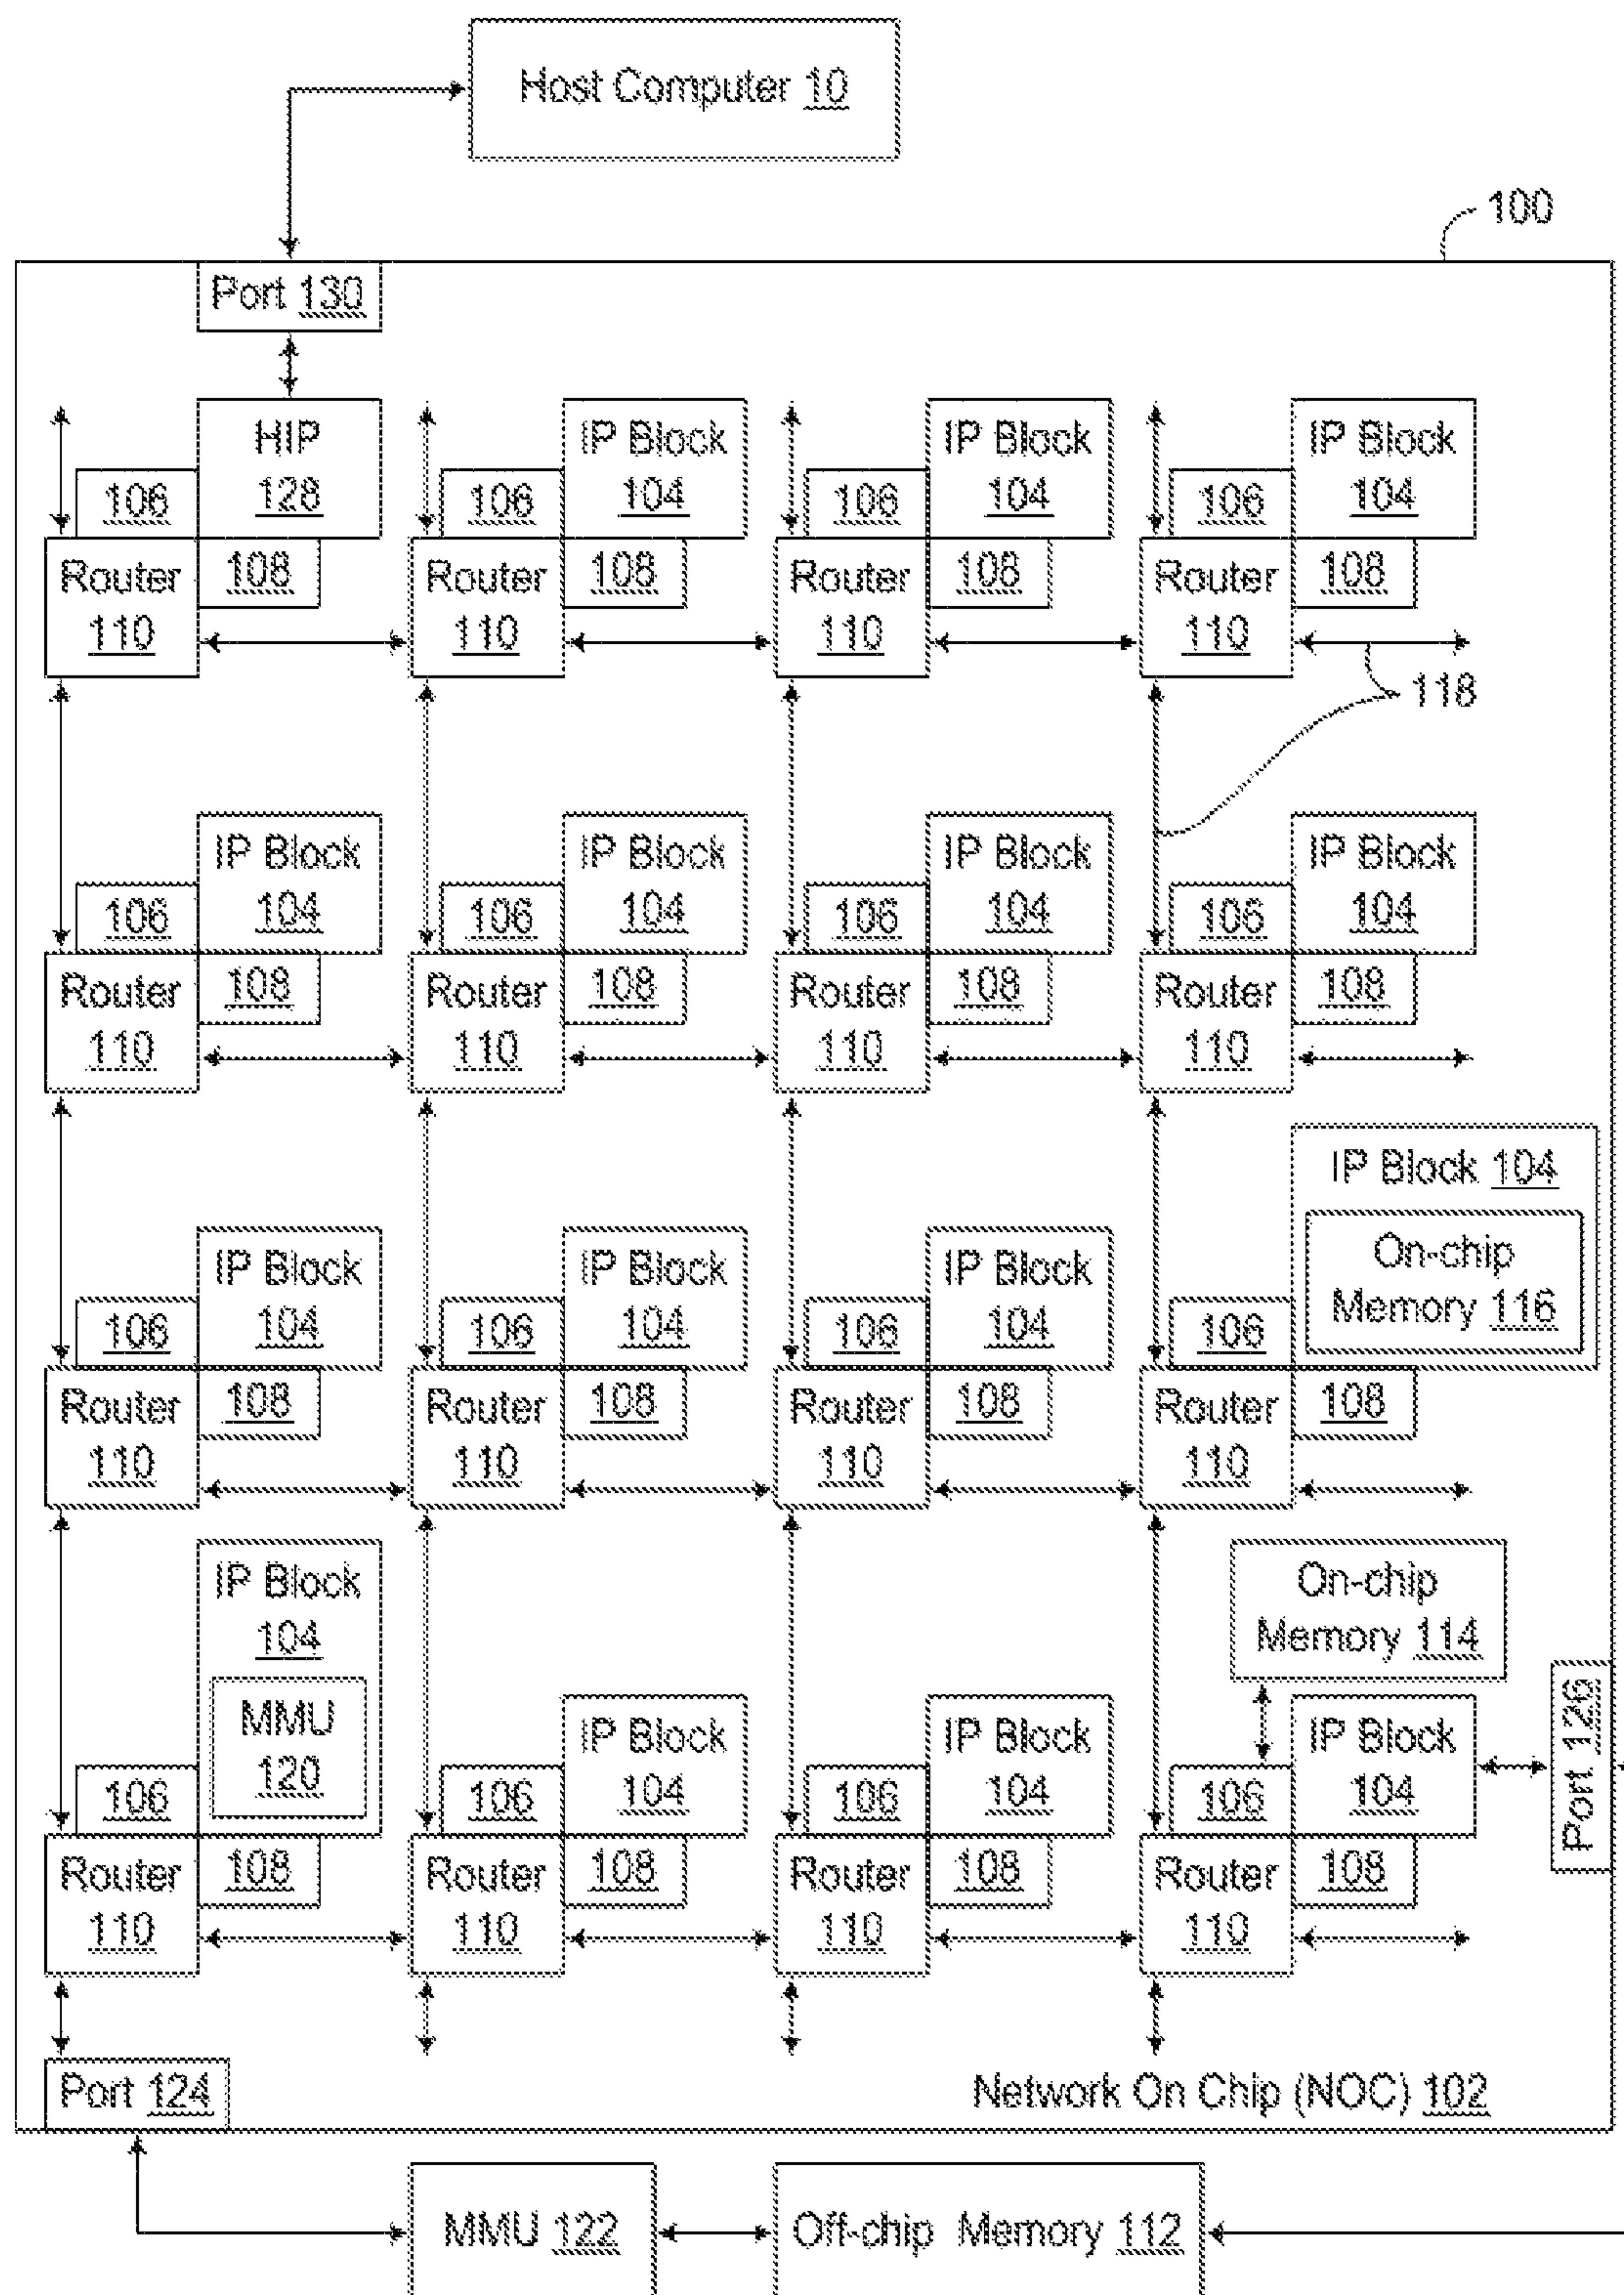 Host Computer 10
100
Port 130
HIP
128
IP Block
104
IP Block
104
IP Block
104
106
106
106
106
Router
110
108
Router
110
108
Router
110
108
Router
110
108
118
IP Block
104
IP Block
104
IP Block
104
IP Block
104
106
106
106
106
Router
110
108
Router
110
108
Router
110
108
Router
110
108
IP Block 104
On-chip
Memory 116
IP Block
104
IP Block
104
IP Block
104
106
106
106
106
Router
110
108
Router
110
108
Router
110
108
Router
110
108
IP Block
104
MMU
120
On-chip
Memory 114
IP Block
104
IP Block
104
IP Block
104
Port 126
106
106
106
106
Router
110
108
Router
110
108
Router
110
108
Router
110
108
Port 124
Network On Chip (NOC) 102
MMU 122
Off-chip Memory 112